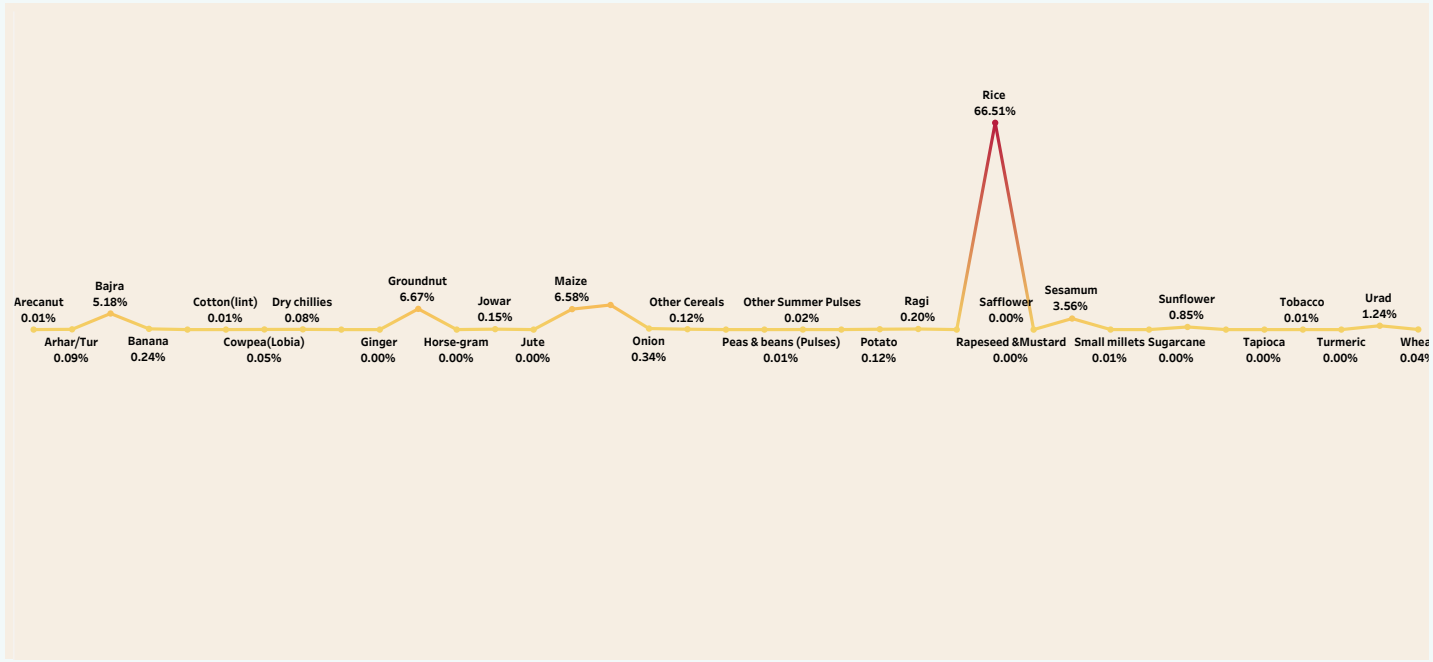 Rice
66.51%
Bajra
5.18%
Groundnut
6.67%
Maize
6.58%
Sesamum
3.56%
Arecanut
0.01%
Cotton(lint)
0.01%
Dry chillies
0.08%
Jowar
0.15%
Other Cereals
0.12%
Other Summer Pulses
0.02%
Ragi
0.20%
Safflower
0.00%
Sunflower
0.85%
Tobacco
0.01%
Urad
1.24%
Arhar/Tur
0.09%
Banana
0.24%
Cowpea(Lobia)
0.05%
Ginger
0.00%
Horse-gram
0.00%
Jute
0.00%
Onion
0.34%
Peas & beans (Pulses)
0.01%
Potato
0.12%
Rapeseed &Mustard
0.00%
Small millets
0.01%
Sugarcane
0.00%
Tapioca
0.00%
Turmeric
0.00%
Whea
0.04%